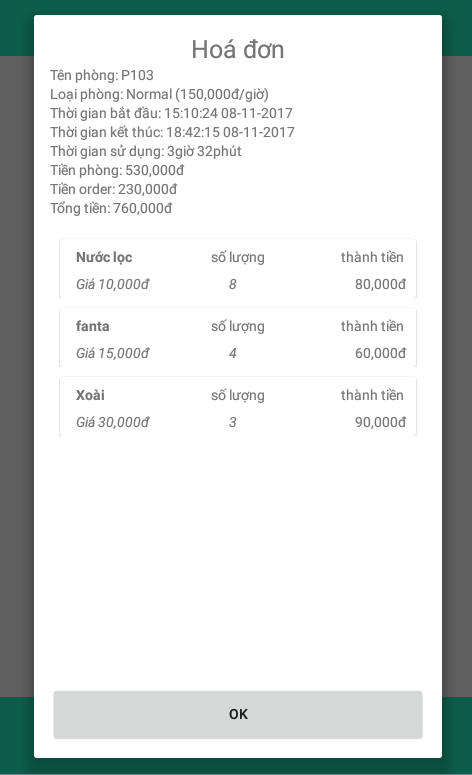 Hoá đơn
Tên phòng: P103
Loại phòng: Normal (150,000đ/giờ)
Thời gian bắt đầu: 15:10:24 08-11-2017
Thời gian kết thúc: 18:42:15 08-11-2017
Thời gian sử dụng: 3giờ 32phút
Tiền phòng: 530,000đ
Tiền order: 230,000đ
Tổng tiền: 760,000đ
Nước lọc số lượng thành tiền
Giá 10,000đ 8 80,000đ
fanta số lượng thành tiền
Giá 15,000đ 4 60,000đ
Xoài số lượng thành tiền
Giá 30,000đ 3 90,000đ
OK